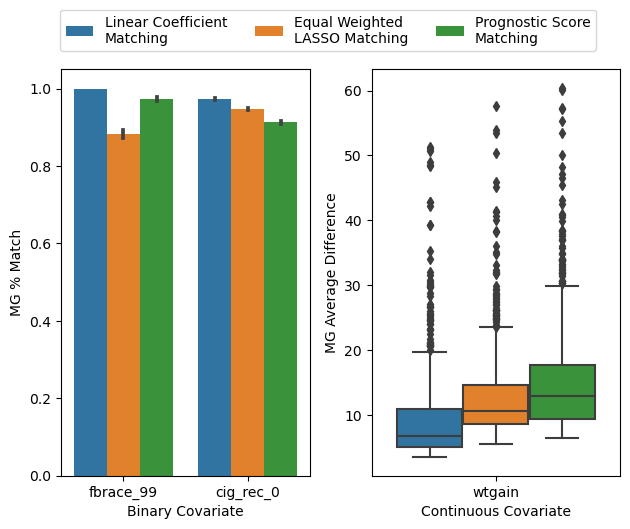 Linear Coefficient
Matching
Equal Weighted
LASSO Matching
Prognostic Score
Matching
1.0
0.8
0.6
0.4
0.2
0.0
MG % Match
fbrace_99
cig_rec_0
Binary Covariate
60
50
40
30
20
10
MG Average Difference
wtgain
Continuous Covariate